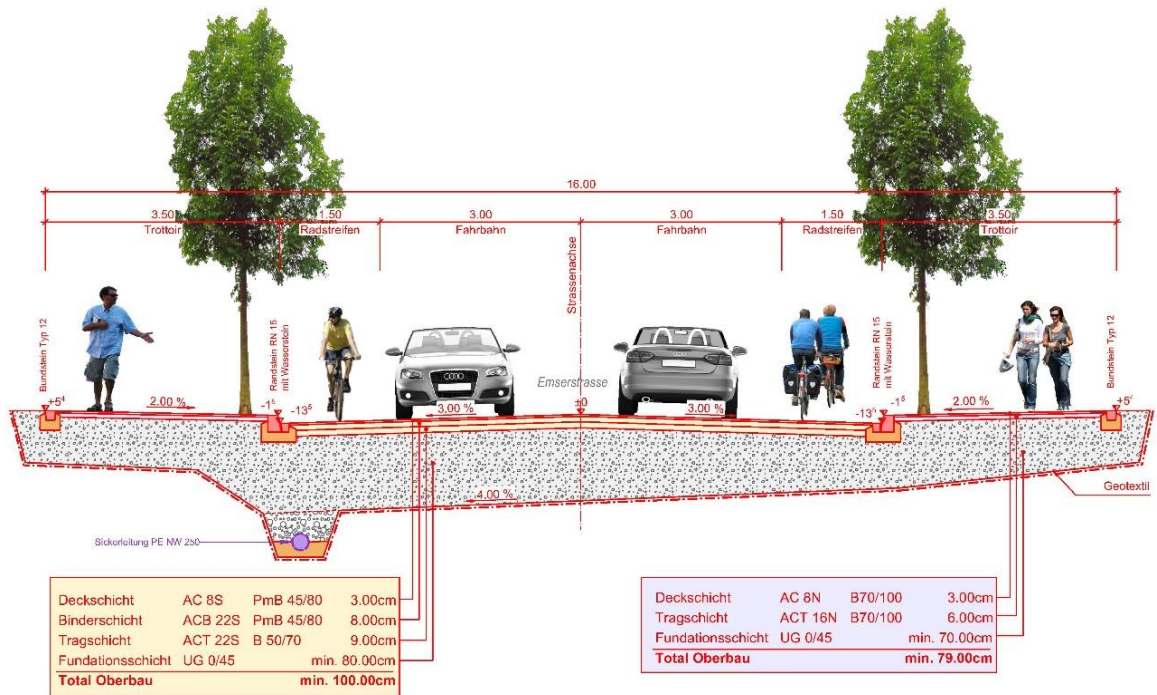 16.00
3.50 1.50 3.00 3.00 1.50 3.50
Trottoir Radstreifen Fahrbahn Fahrbahn Radstreifen Trottoir
Strassenachse
Bundstein Typ 12
Randstein RN 15
mit Wasserstein
Randstein RN 15
mit Wasserstein
Bundstein Typ 12
Emserstrasse
+5⁴ 2.00 % -1⁵ -13⁵ 3.00 % ±0 3.00 % -13⁵ -1⁵ 2.00 %
4.00 %
Geotextil
Sickerleitung PE NW 250
Deckschicht AC 8S PmB 45/80 3.00cm
Binderschicht ACB 22S PmB 45/80 8.00cm
Tragschicht ACT 22S B 50/70 9.00cm
Fundationsschicht UG 0/45 min. 80.00cm
Total Oberbau min. 100.00cm
Deckschicht AC 8N B70/100 3.00cm
Tragschicht ACT 16N B70/100 6.00cm
Fundationsschicht UG 0/45 min. 70.00cm
Total Oberbau min. 79.00cm